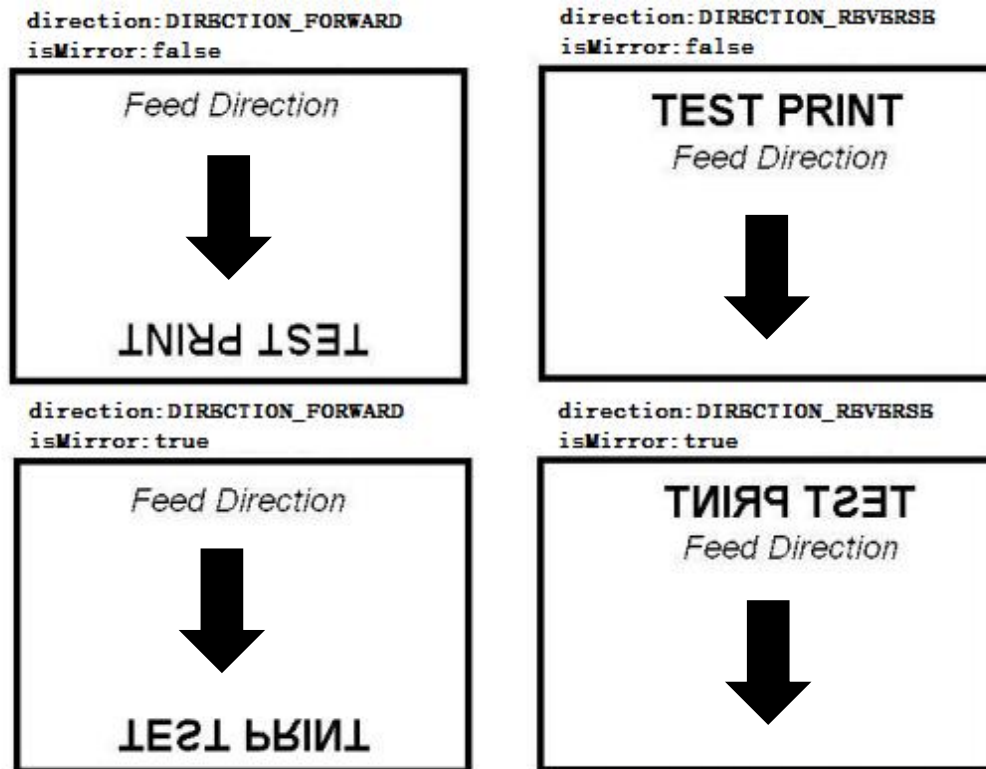 direction:DIRECTION_FORWARD
isMirror:false
Feed Direction
TEST PRINT
direction:DIRECTION_REVERSE
isMirror:false
TEST PRINT
Feed Direction
direction:DIRECTION_FORWARD
isMirror:true
Feed Direction
TEST PRINT
direction:DIRECTION_REVERSE
isMirror:true
TEST PRINT
Feed Direction